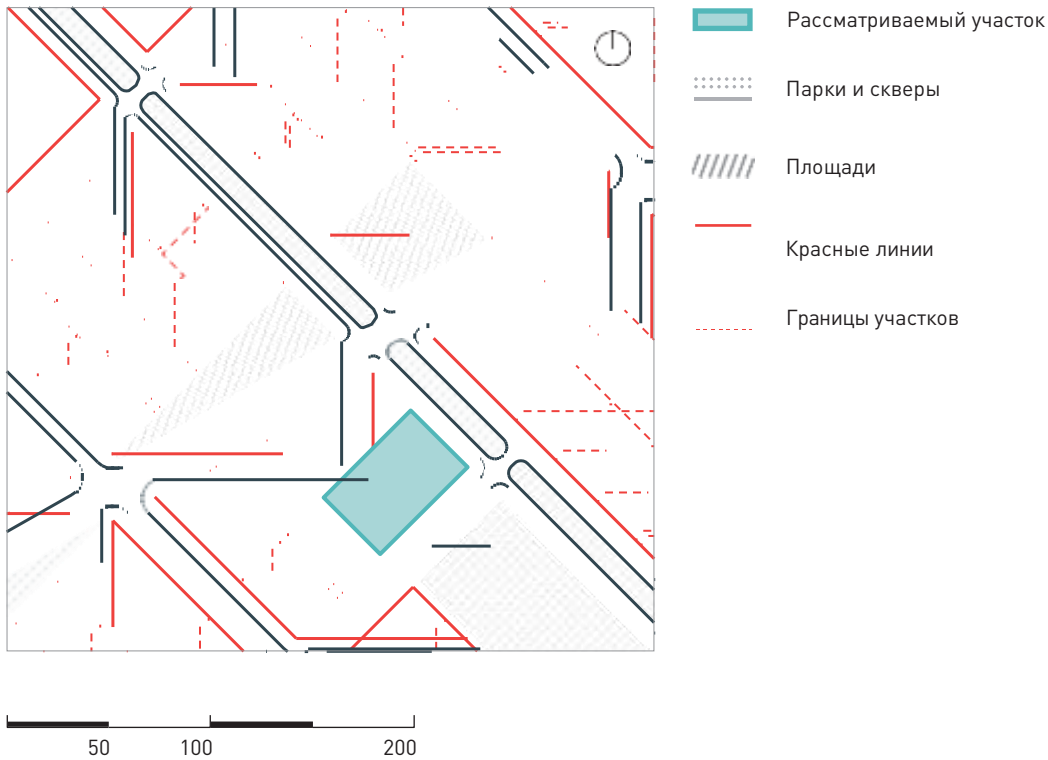 Рассматриваемый участок
Парки и скверы
Площади
Красные линии
Границы участков
50 100 200